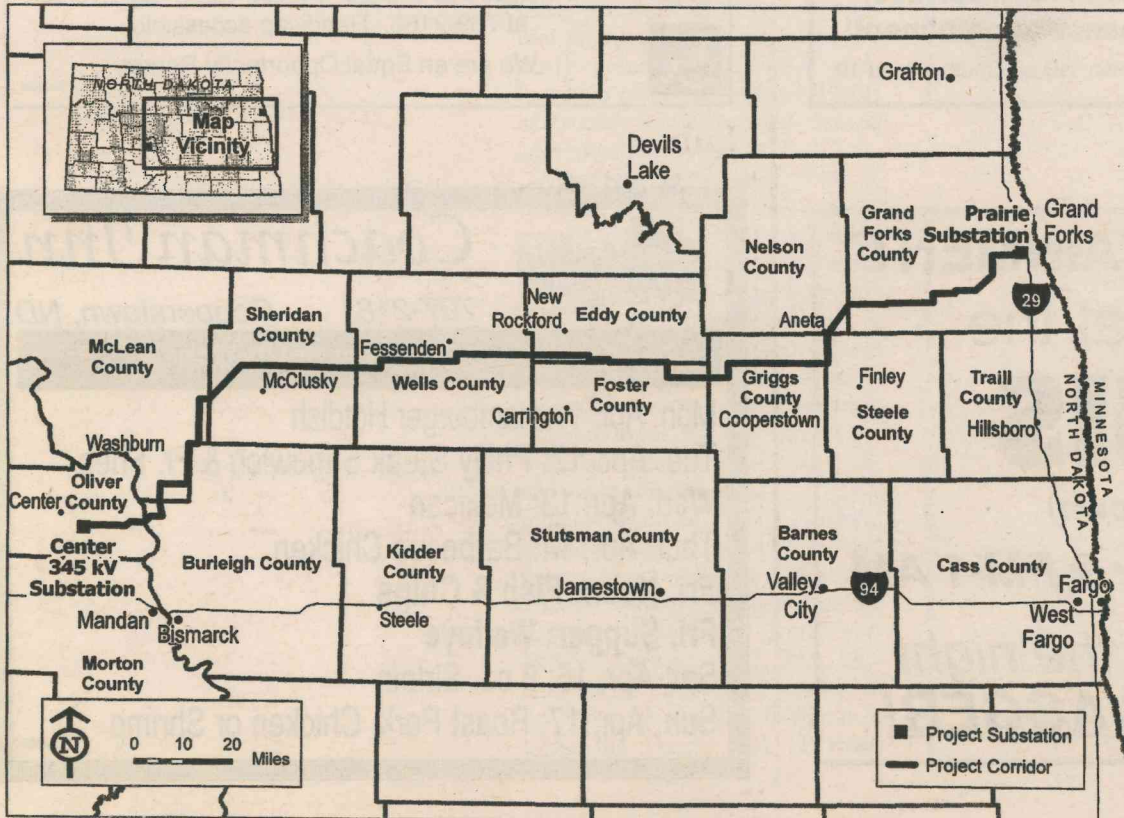 Grafton
NORTH DAKOTA
Map
Vicinity
Devils
Lake
Grand
Forks
County
Prairie
Substation
Grand
Forks
Nelson
County
29
New
Rockford
Eddy County
Sheridan
County
Aneta
McLean
County
Fessenden
McClusky
Wells County
Foster
County
Griggs
County
Cooperstown
Finley
Steele
County
Traill
County
Hillsboro
NORTH DAKOTA
MINNESOTA
Carrington
Washburn
Oliver
County
Center
Center
345 kV
Substation
Burleigh County
Kidder
County
Stutsman County
Barnes
County
Cass County
Jamestown
Valley
City
94
Fargo
West
Fargo
Mandan
Bismarck
Steele
Morton
County
N
0 10 20
Miles
Project Substation
Project Corridor